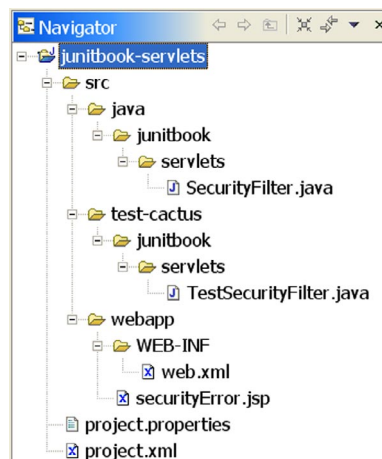 Navigator
junitbook-servlets
src
java
junitbook
servlets
SecurityFilter.java
test-cactus
junitbook
servlets
TestSecurityFilter.java
webapp
WEB-INF
web.xml
securityError.jsp
project.properties
project.xml